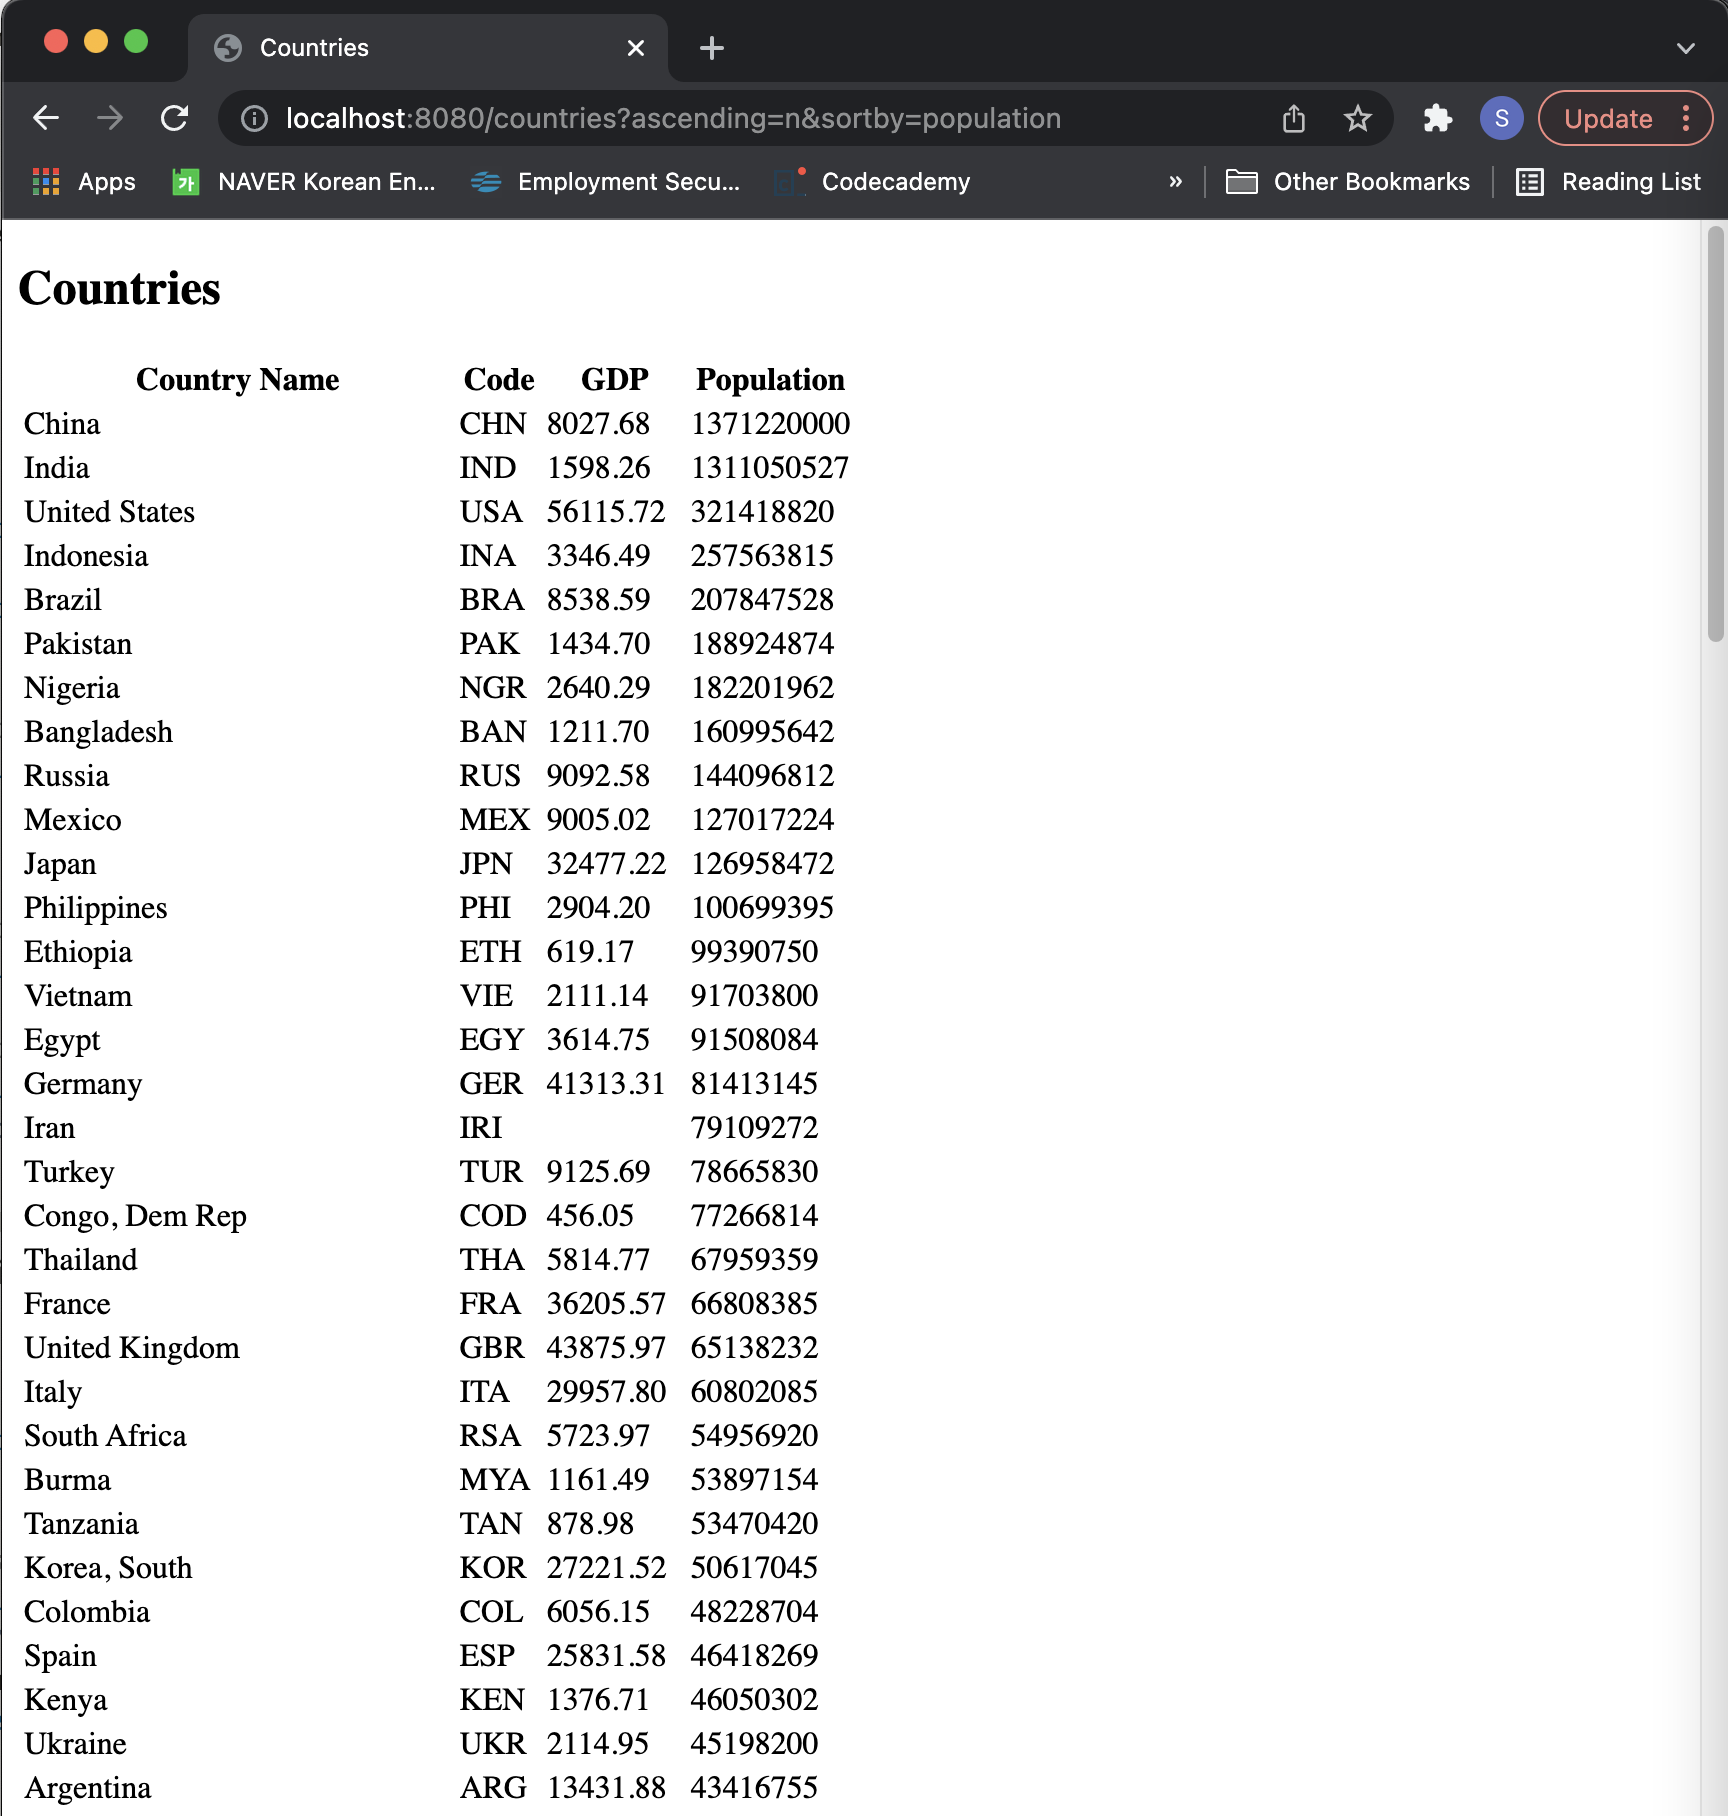 Countries
localhost:8080/countries?ascending=n&sortby=population
S
Update
Apps
가
NAVER Korean En...
Employment Secu...
Codecademy
»
Other Bookmarks
Reading List
Countries
Country Name Code GDP Population
China CHN 8027.68 1371220000
India IND 1598.26 1311050527
United States USA 56115.72 321418820
Indonesia INA 3346.49 257563815
Brazil BRA 8538.59 207847528
Pakistan PAK 1434.70 188924874
Nigeria NGR 2640.29 182201962
Bangladesh BAN 1211.70 160995642
Russia RUS 9092.58 144096812
Mexico MEX 9005.02 127017224
Japan JPN 32477.22 126958472
Philippines PHI 2904.20 100699395
Ethiopia ETH 619.17 99390750
Vietnam VIE 2111.14 91703800
Egypt EGY 3614.75 91508084
Germany GER 41313.31 81413145
Iran IRI 79109272
Turkey TUR 9125.69 78665830
Congo, Dem Rep COD 456.05 77266814
Thailand THA 5814.77 67959359
France FRA 36205.57 66808385
United Kingdom GBR 43875.97 65138232
Italy ITA 29957.80 60802085
South Africa RSA 5723.97 54956920
Burma MYA 1161.49 53897154
Tanzania TAN 878.98 53470420
Korea, South KOR 27221.52 50617045
Colombia COL 6056.15 48228704
Spain ESP 25831.58 46418269
Kenya KEN 1376.71 46050302
Ukraine UKR 2114.95 45198200
Argentina ARG 13431.88 43416755